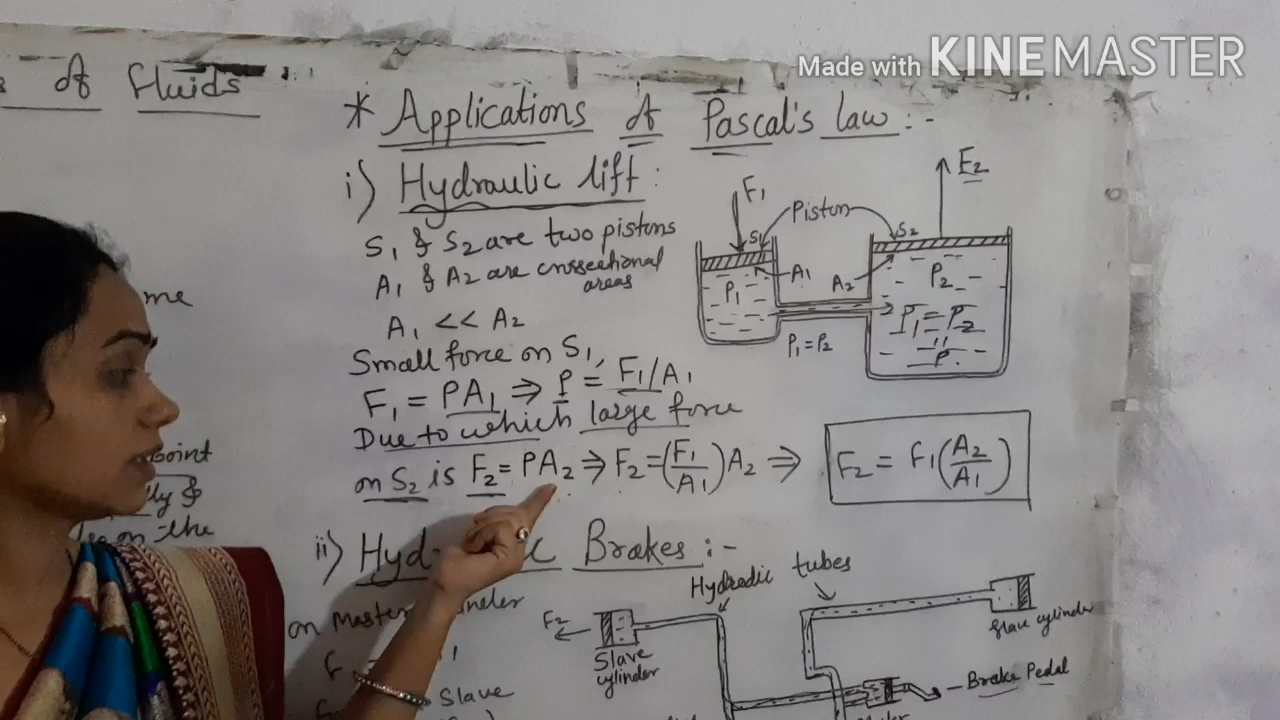 Made with KINEMASTER
Of fluids
* Applications of Pascal's law :-
i) Hydraulic lift :
S₁ & S₂ are two pistons
A₁ & A₂ are crossectional
areas
A₁ << A₂
Small force on S₁,
F₁ = PA₁ ⇒ P = F₁/A₁
Due to which large force
on S₂ is F₂ = PA₂ ⇒ F₂ = (F₁/A₁) A₂ ⇒ F₂ = F₁ (A₂/A₁)
F₁
Piston
F₂
S₁
S₂
A₁
A₂
P₁
P₂
P₁ = P₂
"
P
P₁ = P₂
ii) Hyd c Brakes :-
on Master
Slave
Hydraulic tubes
F₂
Slave
cylinder
Slave cylinder
Brake Pedal
me
point
& 
on the